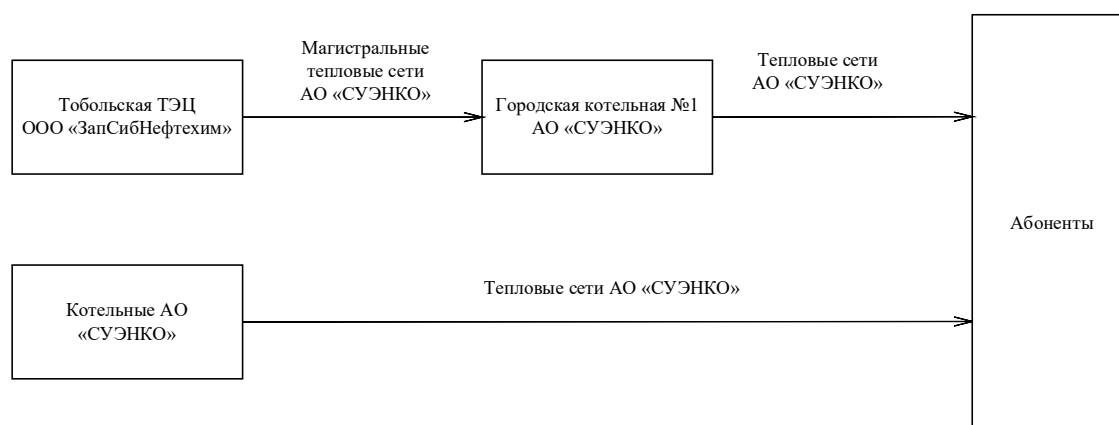 Магистральные
тепловые сети
АО «СУЭНКО»
Тепловые сети
АО «СУЭНКО»
Тобольская ТЭЦ
ООО «ЗапСибНефтехим»
Городская котельная №1
АО «СУЭНКО»
Абоненты
Тепловые сети АО «СУЭНКО»
Котельные АО
«СУЭНКО»